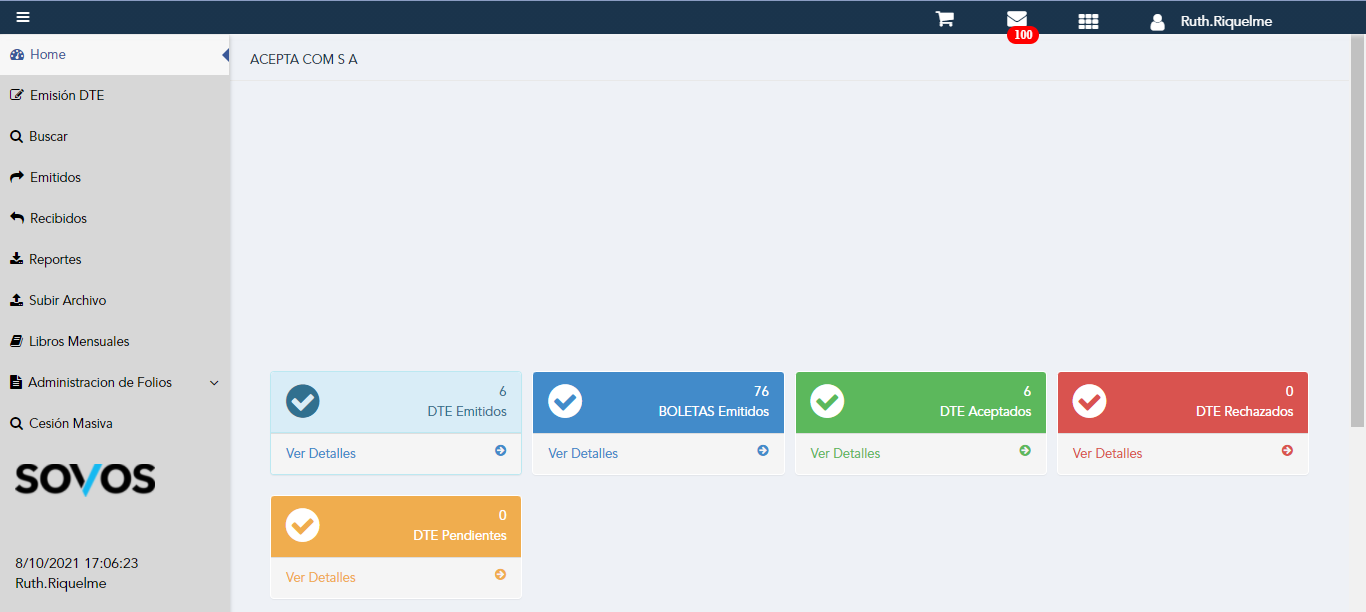 100
Ruth.Riquelme
Home
Emisión DTE
Buscar
Emitidos
Recibidos
Reportes
Subir Archivo
Libros Mensuales
Administracion de Folios
Cesión Masiva
SOVOS
8/10/2021 17:06:23
Ruth.Riquelme
ACEPTA COM S A
6
DTE Emitidos
Ver Detalles
76
BOLETAS Emitidos
Ver Detalles
6
DTE Aceptados
Ver Detalles
0
DTE Rechazados
Ver Detalles
0
DTE Pendientes
Ver Detalles